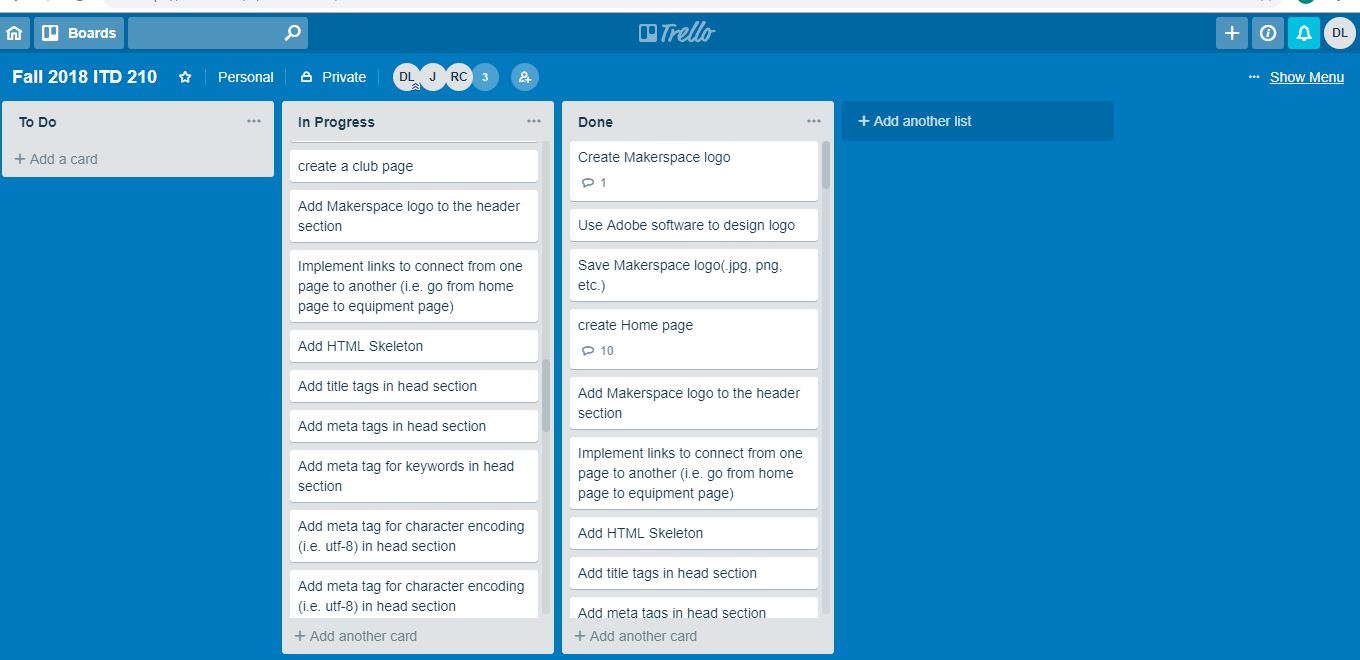 Boards
Trello
DL
Fall 2018 ITD 210
Personal
Private
DL
J
RC
3
Show Menu
To Do
+ Add a card
In Progress
create a club page
Add Makerspace logo to the header
section
Implement links to connect from one
page to another (i.e. go from home
page to equipment page)
Add HTML Skeleton
Add title tags in head section
Add meta tags in head section
Add meta tag for keywords in head
section
Add meta tag for character encoding
(i.e. utf-8) in head section
Add meta tag for character encoding
(i.e. utf-8) in head section
+ Add another card
Done
Create Makerspace logo
1
Use Adobe software to design logo
Save Makerspace logo(.jpg, png,
etc.)
create Home page
10
Add Makerspace logo to the header
section
Implement links to connect from one
page to another (i.e. go from home
page to equipment page)
Add HTML Skeleton
Add title tags in head section
Add meta tags in head section
+ Add another card
+ Add another list